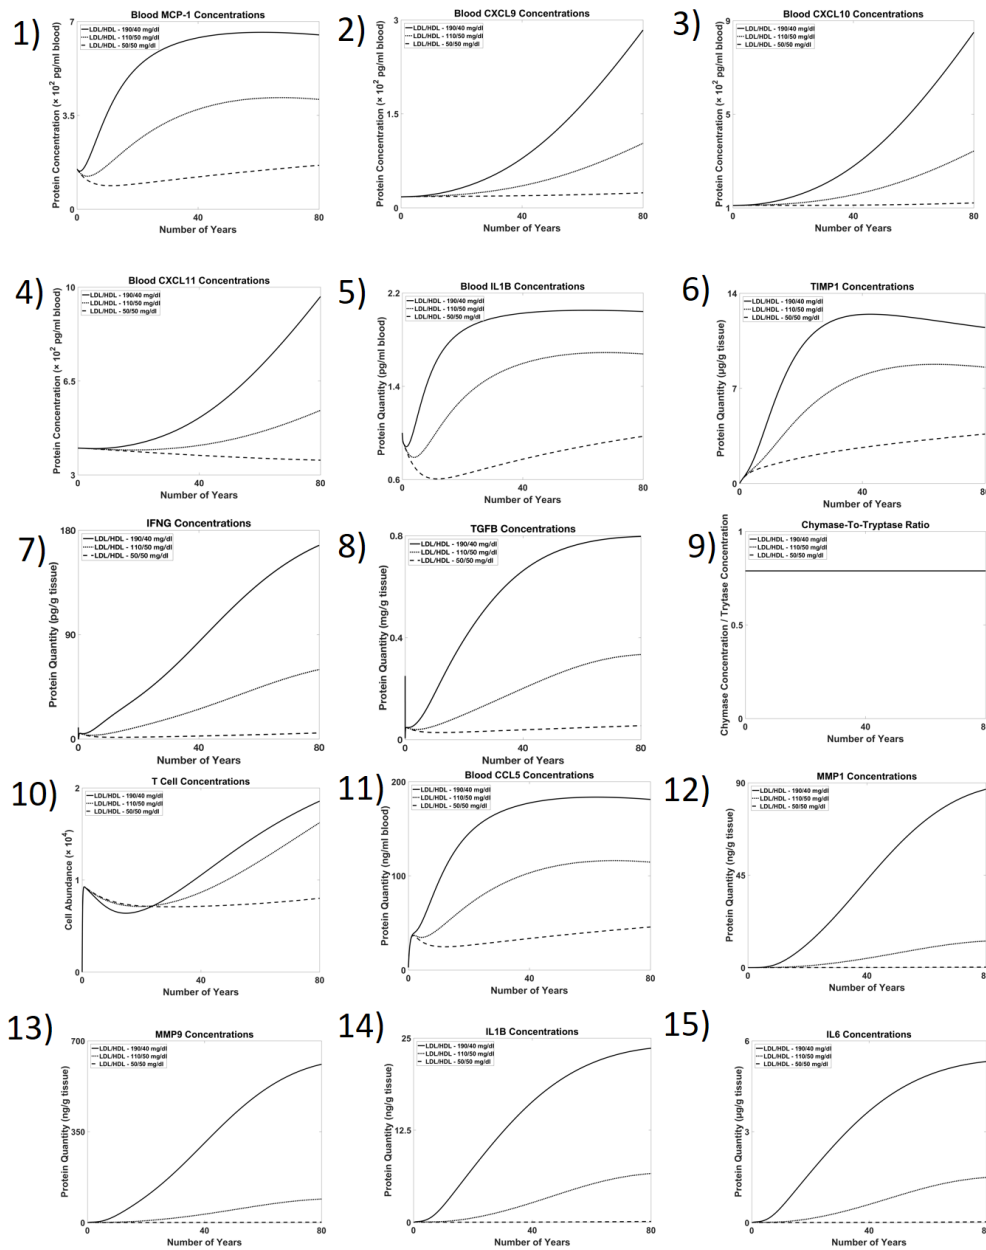 1)
Blood MCP-1 Concentrations
LDL/HDL - 190/40 mg/dl
LDL/HDL - 110/50 mg/dl
LDL/HDL - 50/50 mg/dl
Protein Concentration (× 10² pg/ml blood)
7
3.5
0
0 40 80
Number of Years
2)
Blood CXCL9 Concentrations
LDL/HDL - 190/40 mg/dl
LDL/HDL - 110/50 mg/dl
LDL/HDL - 50/50 mg/dl
Protein Concentration (× 10² pg/ml blood)
3
1.5
0
0 40 80
Number of Years
3)
Blood CXCL10 Concentrations
LDL/HDL - 190/40 mg/dl
LDL/HDL - 110/50 mg/dl
LDL/HDL - 50/50 mg/dl
Protein Concentration (× 10² pg/ml blood)
9
5
1
0 40 80
Number of Years
4)
Blood CXCL11 Concentrations
LDL/HDL - 190/40 mg/dl
LDL/HDL - 110/50 mg/dl
LDL/HDL - 50/50 mg/dl
Protein Concentration (× 10² pg/ml blood)
10
6.5
3
0 40 80
Number of Years
5)
Blood IL1B Concentrations
LDL/HDL - 190/40 mg/dl
LDL/HDL - 110/50 mg/dl
LDL/HDL - 50/50 mg/dl
Protein Quantity (pg/ml blood)
2.2
1.4
0.6
0 40 80
Number of Years
6)
TIMP1 Concentrations
LDL/HDL - 190/40 mg/dl
LDL/HDL - 110/50 mg/dl
LDL/HDL - 50/50 mg/dl
Protein Quantity (µg/g tissue)
14
7
0
0 40 80
Number of Years
7)
IFNG Concentrations
LDL/HDL - 190/40 mg/dl
LDL/HDL - 110/50 mg/dl
LDL/HDL - 50/50 mg/dl
Protein Quantity (pg/g tissue)
180
90
0
0 40 80
Number of Years
8)
TGFB Concentrations
LDL/HDL - 190/40 mg/dl
LDL/HDL - 110/50 mg/dl
LDL/HDL - 50/50 mg/dl
Protein Quantity (mg/g tissue)
0.8
0.4
0
0 40 80
Number of Years
9)
Chymase-To-Tryptase Ratio
LDL/HDL - 190/40 mg/dl
LDL/HDL - 110/50 mg/dl
LDL/HDL - 50/50 mg/dl
Chymase Concentration / Trytase Concentration
1
0.5
0
0 40 80
Number of Years
10)
T Cell Concentrations
LDL/HDL - 190/40 mg/dl
LDL/HDL - 110/50 mg/dl
LDL/HDL - 50/50 mg/dl
Cell Abundance (× 10⁴)
2
1
0
0 40 80
Number of Years
11)
Blood CCL5 Concentrations
LDL/HDL - 190/40 mg/dl
LDL/HDL - 110/50 mg/dl
LDL/HDL - 50/50 mg/dl
Protein Quantity (ng/ml blood)
200
100
0
0 40 80
Number of Years
12)
MMP1 Concentrations
LDL/HDL - 190/40 mg/dl
LDL/HDL - 110/50 mg/dl
LDL/HDL - 50/50 mg/dl
Protein Quantity (ng/g tissue)
90
45
0
0 40 80
Number of Years
13)
MMP9 Concentrations
LDL/HDL - 190/40 mg/dl
LDL/HDL - 110/50 mg/dl
LDL/HDL - 50/50 mg/dl
Protein Quantity (ng/g tissue)
700
350
0
0 40 80
Number of Years
14)
IL1B Concentrations
LDL/HDL - 190/40 mg/dl
LDL/HDL - 110/50 mg/dl
LDL/HDL - 50/50 mg/dl
Protein Quantity (ng/g tissue)
25
12.5
0
0 40 80
Number of Years
15)
IL6 Concentrations
LDL/HDL - 190/40 mg/dl
LDL/HDL - 110/50 mg/dl
LDL/HDL - 50/50 mg/dl
Protein Quantity (µg/g tissue)
6
3
0
0 40 80
Number of Years